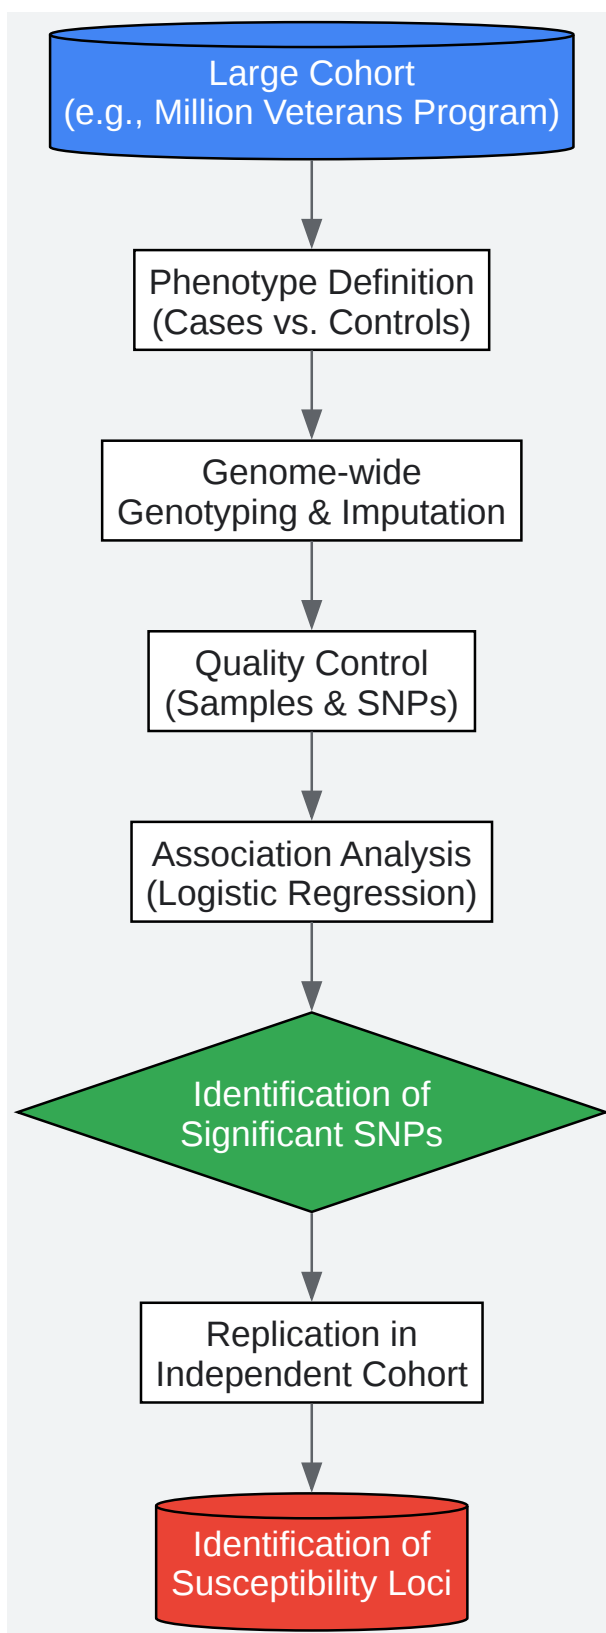 Large Cohort
(e.g., Million Veterans Program)
Phenotype Definition
(Cases vs. Controls)
Genome-wide
Genotyping & Imputation
Quality Control
(Samples & SNPs)
Association Analysis
(Logistic Regression)
Identification of
Significant SNPs
Replication in
Independent Cohort
Identification of
Susceptibility Loci